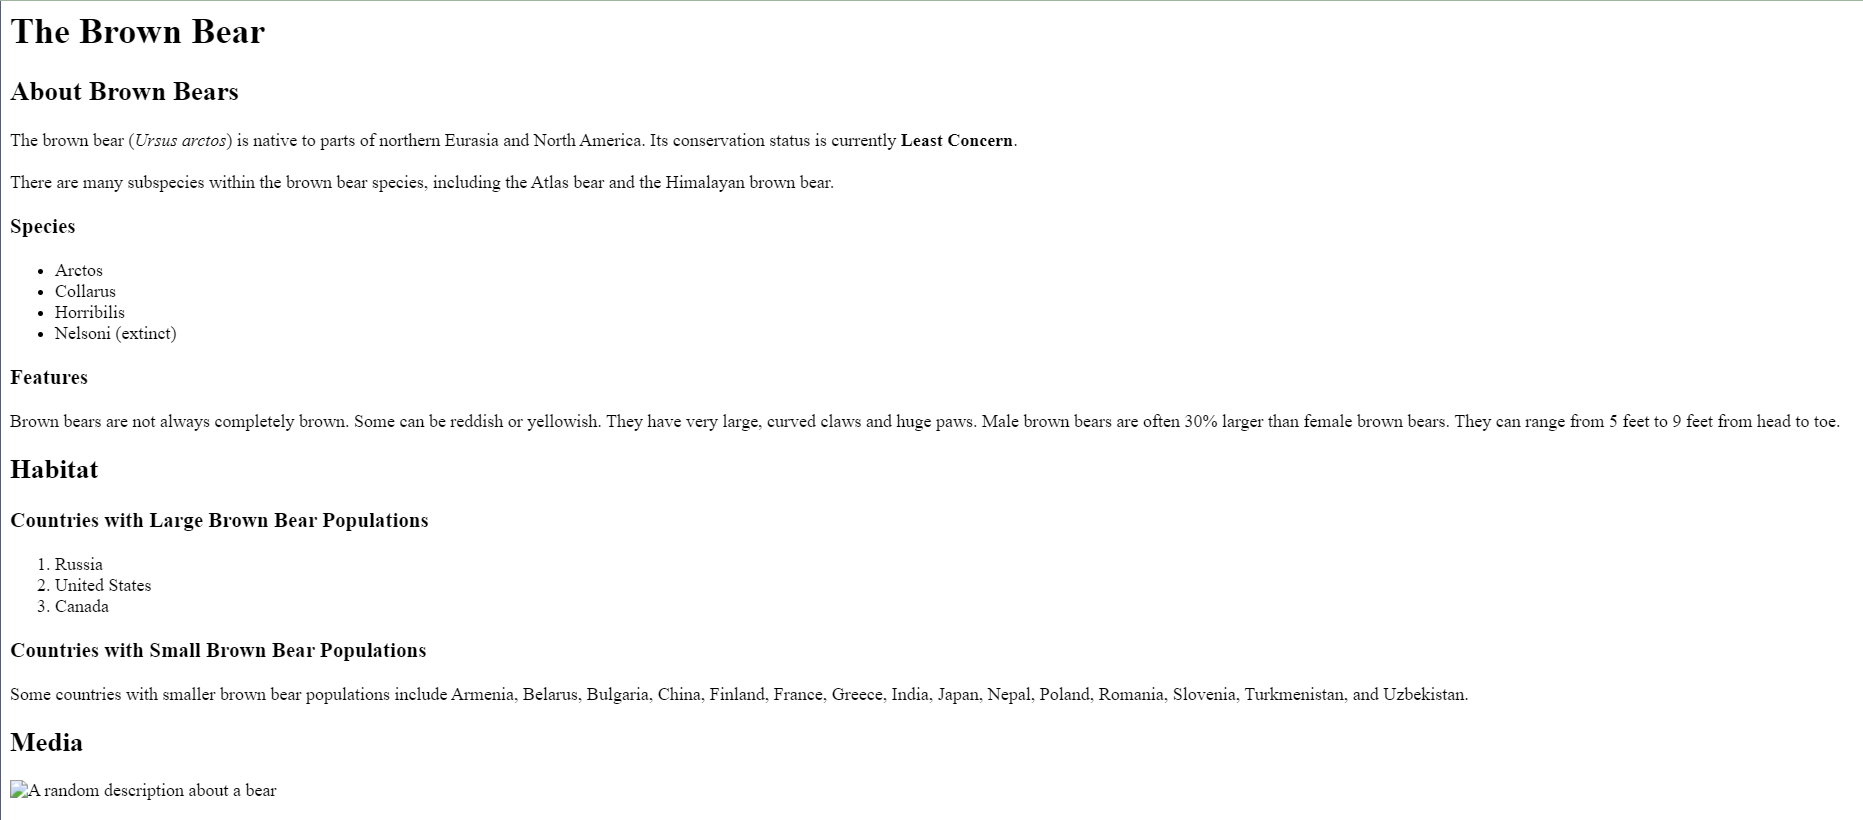 The Brown Bear
About Brown Bears
The brown bear (Ursus arctos) is native to parts of northern Eurasia and North America. Its conservation status is currently Least Concern.
There are many subspecies within the brown bear species, including the Atlas bear and the Himalayan brown bear.
Species
• Arctos
• Collarus
• Horribilis
• Nelsoni (extinct)
Features
Brown bears are not always completely brown. Some can be reddish or yellowish. They have very large, curved claws and huge paws. Male brown bears are often 30% larger than female brown bears. They can range from 5 feet to 9 feet from head to toe.
Habitat
Countries with Large Brown Bear Populations
1. Russia
2. United States
3. Canada
Countries with Small Brown Bear Populations
Some countries with smaller brown bear populations include Armenia, Belarus, Bulgaria, China, Finland, France, Greece, India, Japan, Nepal, Poland, Romania, Slovenia, Turkmenistan, and Uzbekistan.
Media
A random description about a bear